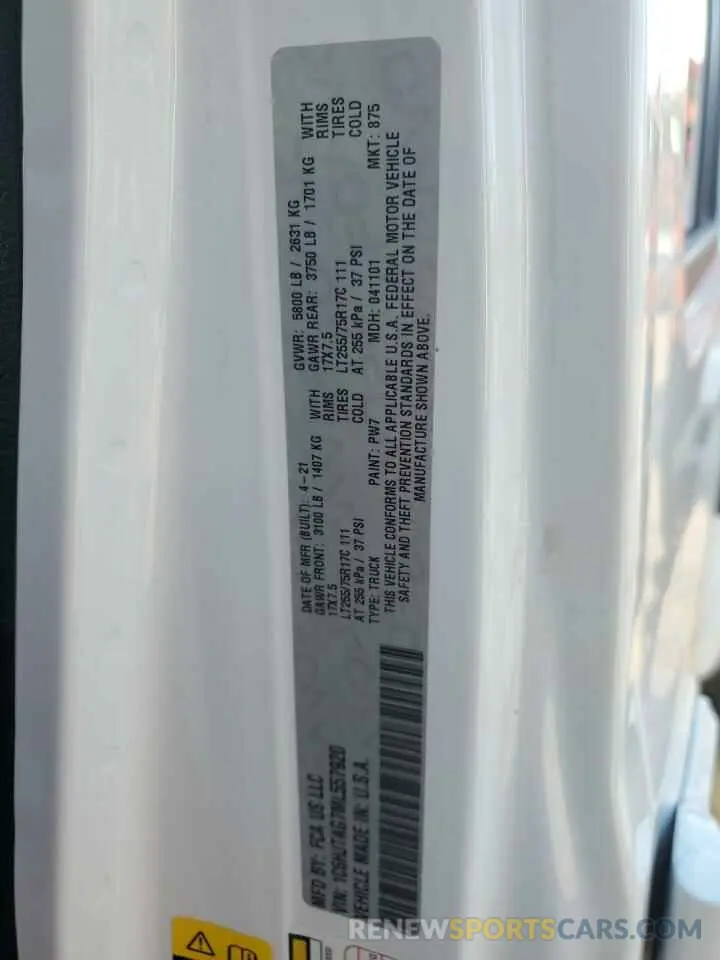 MFD BY: FCA US LLC
DATE OF MFR (BUILT): 4-21
GVWR: 5800 LB / 2631 KG
GAWR FRONT: 3100 LB / 1407 KG WITH
GAWR REAR: 3750 LB / 1701 KG WITH
17X7.5 RIMS
17X7.5 RIMS
LT255/75R17C 111 TIRES
LT255/75R17C 111 TIRES
AT 255 kPa / 37 PSI COLD
AT 255 kPa / 37 PSI COLD
VIN: 1C6HJTAG7ML557920
TYPE: TRUCK PAINT: PW7 MDH: 041101 MKT: 875
VEHICLE MADE IN: U.S.A.
THIS VEHICLE CONFORMS TO ALL APPLICABLE U.S.A. FEDERAL MOTOR VEHICLE
SAFETY AND THEFT PREVENTION STANDARDS IN EFFECT ON THE DATE OF
MANUFACTURE SHOWN ABOVE.
RENEWSPORTSCARS.COM